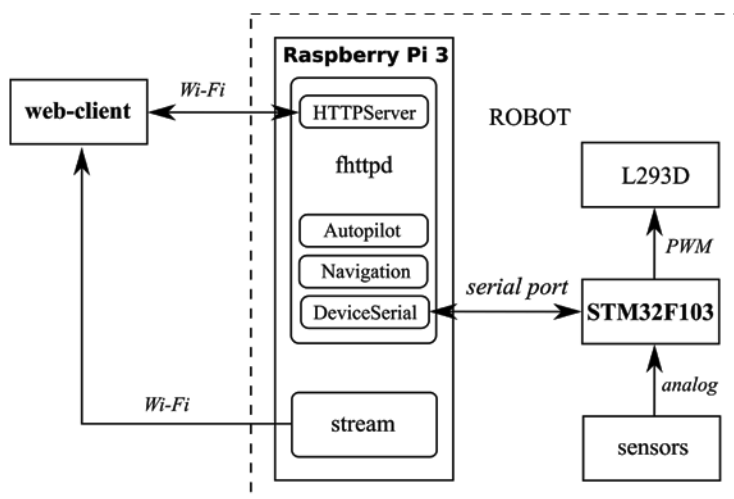 Raspberry Pi 3
Wi-Fi
web-client
HTTPServer
ROBOT
fhttpd
L293D
Autopilot
PWM
Navigation
serial port
DeviceSerial
STM32F103
analog
Wi-Fi
stream
sensors